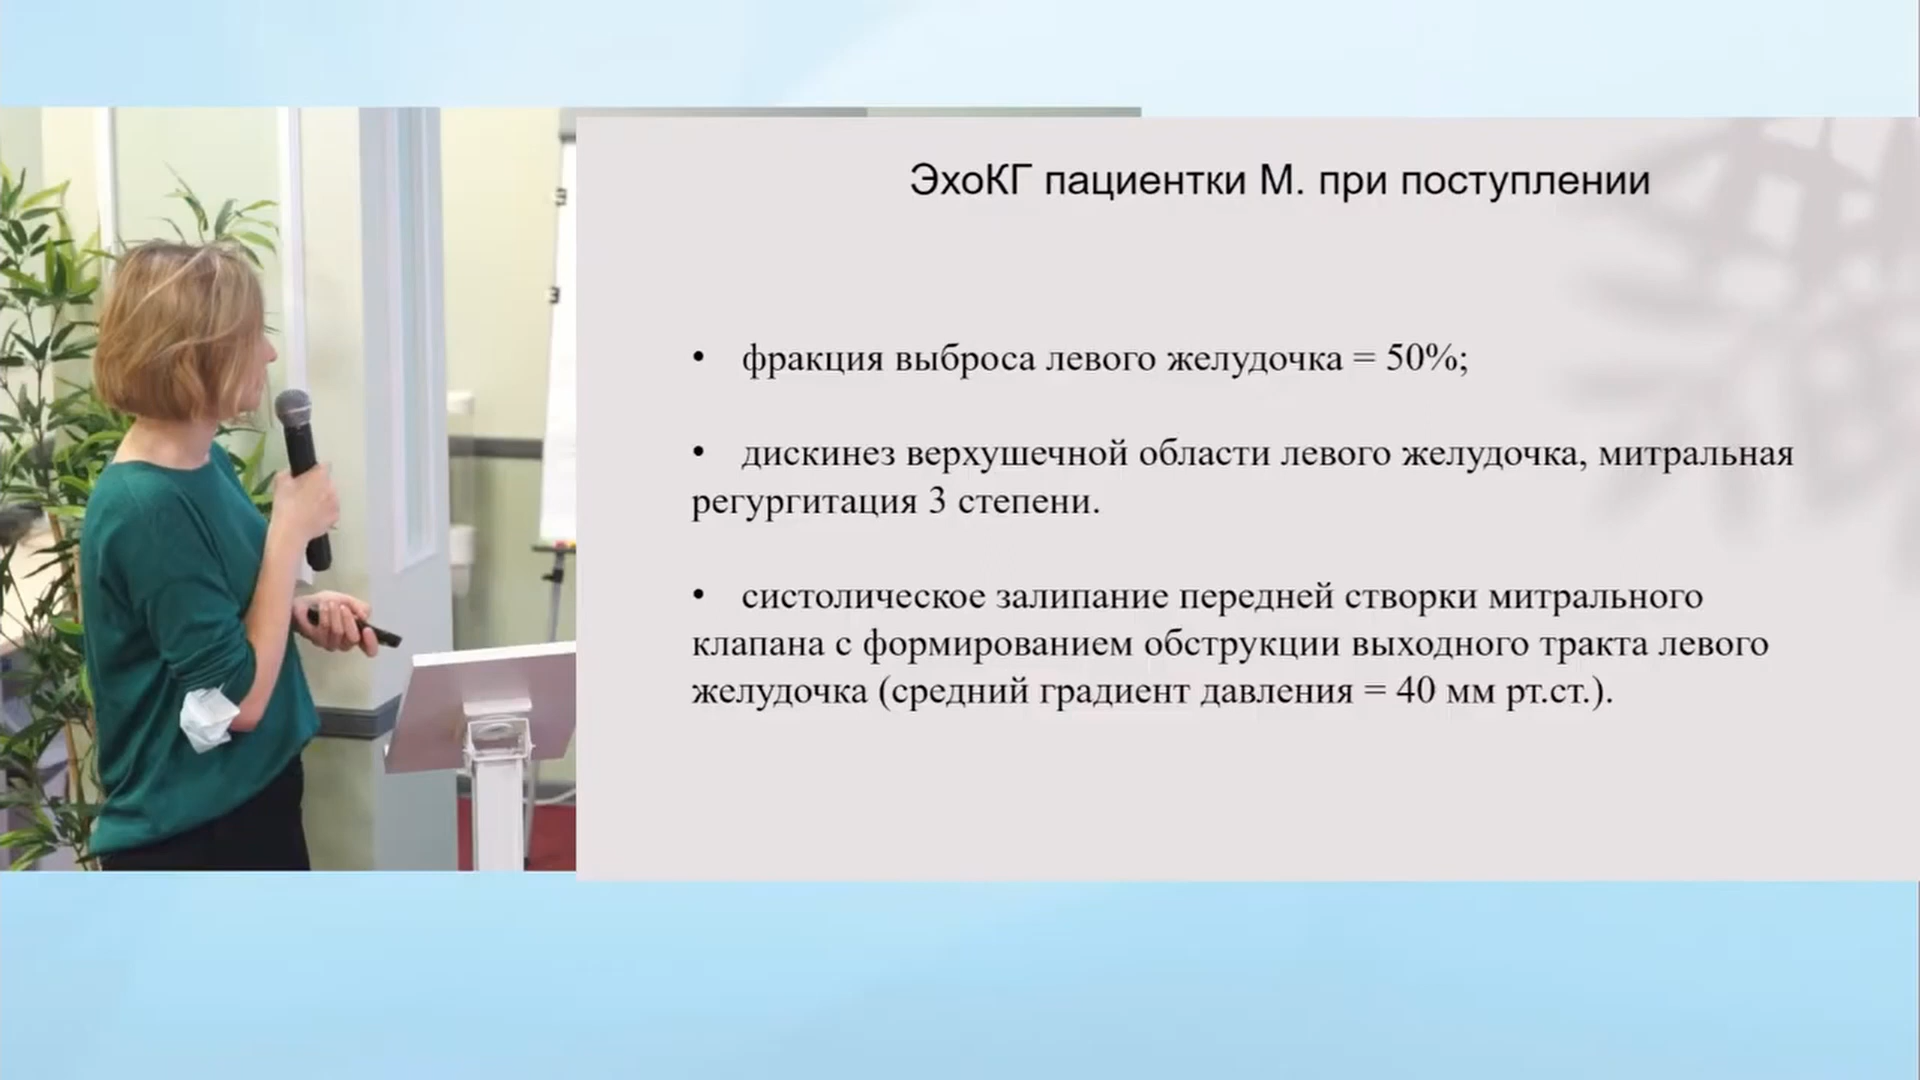 ЭхоКГ пациентки М. при поступлении
• фракция выброса левого желудочка = 50%;
• дискинез верхушечной области левого желудочка, митральная
регургитация 3 степени.
• систолическое залипание передней створки митрального
клапана с формированием обструкции выходного тракта левого
желудочка (средний градиент давления = 40 мм рт.ст.).